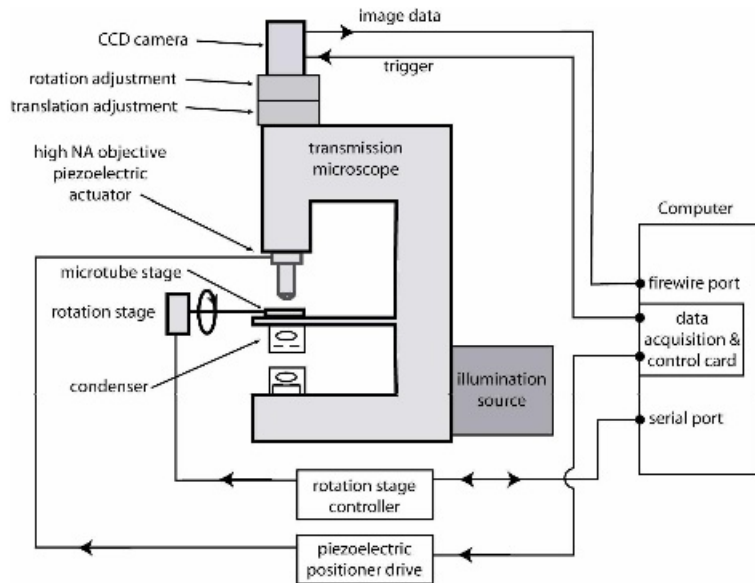 CCD camera
image data
rotation adjustment
trigger
translation adjustment
high NA objective
piezoelectric
actuator
transmission
microscope
Computer
microtube stage
firewire port
rotation stage
data
acquisition &
control card
condenser
illumination
source
serial port
rotation stage
controller
piezoelectric
positioner drive